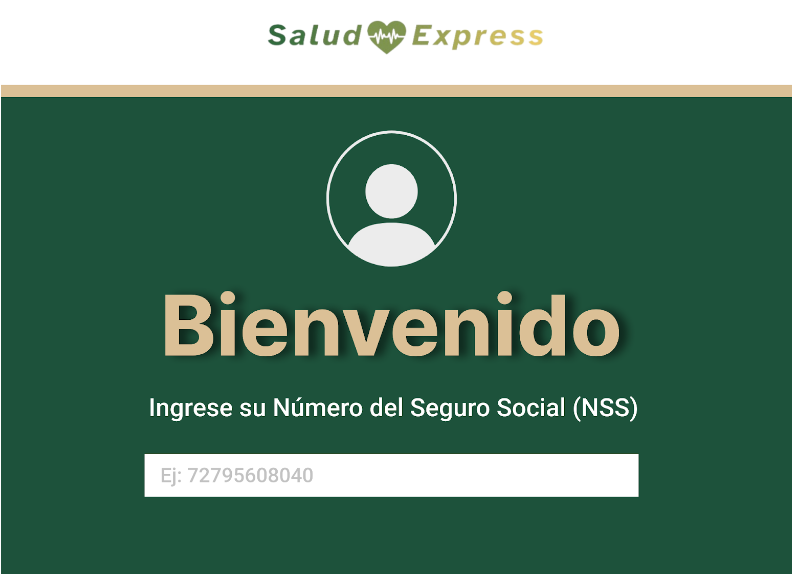 Salud Express
Bienvenido
Ingrese su Número del Seguro Social (NSS)
Ej: 72795608040